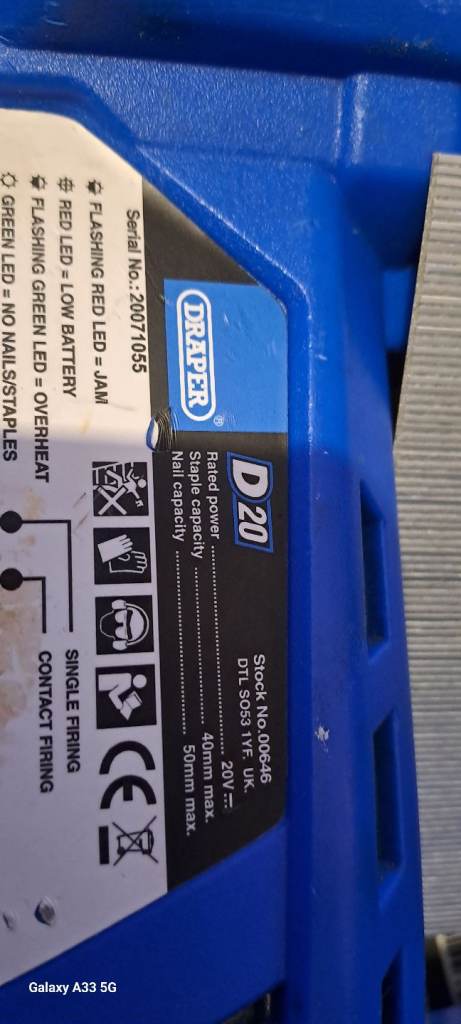 DRAPER®
D20
Stock No.00646
DTL SO53 1YF. UK.
Rated power ........................ 20V
Staple capacity ........................ 40mm max.
Nail capacity ........................ 50mm max.
Serial No.: 20071055
FLASHING RED LED = JAM
RED LED = LOW BATTERY
FLASHING GREEN LED = OVERHEAT
GREEN LED = NO NAILS/STAPLES
SINGLE FIRING
CONTACT FIRING
CE
Galaxy A33 5G